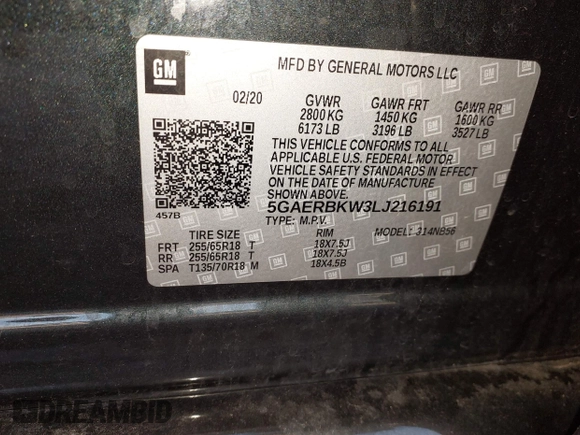 GM
MFD BY GENERAL MOTORS LLC
02/20 GVWR GAWR FRT GAWR RR
2800 KG 1450 KG 1600 KG
6173 LB 3196 LB 3527 LB
THIS VEHICLE CONFORMS TO ALL
APPLICABLE U.S. FEDERAL MOTOR
VEHICLE SAFETY STANDARDS IN EFFECT
ON THE DATE OF MANUFACTURE
SHOWN ABOVE.
457B
5GAERBKW3LJ216191
TYPE: M.P.V. MODEL: 314NB56
TIRE SIZE RIM
FRT 255/65R18 T 18X7.5J
RR 255/65R18 T 18X7.5J
SPA T135/70R18 M 18X4.5B
DREAMBID